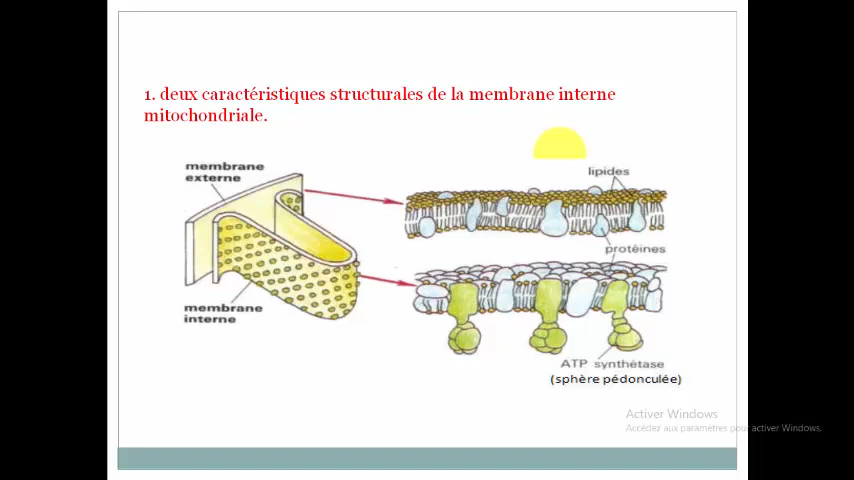 1. deux caractéristiques structurales de la membrane interne
mitochondriale.
membrane
externe
lipides
protéines
membrane
interne
ATP synthètase
(sphère pédonculée)
Activer Windows
Accédez aux paramètres pour activer Windows.